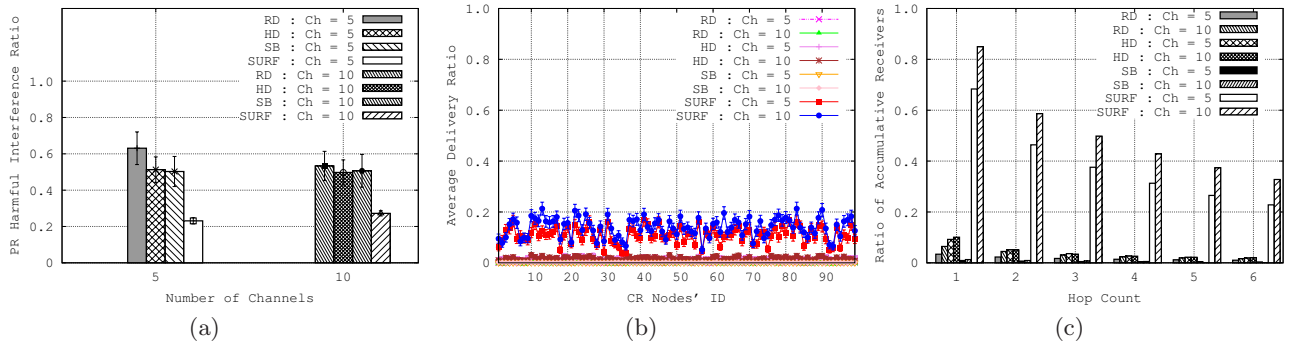 PR Harmful Interference Ratio
1.0
0.8
0.6
0.4
0.2
0
RD : Ch = 5
HD : Ch = 5
SB : Ch = 5
SURF : Ch = 5
RD : Ch = 10
HD : Ch = 10
SB : Ch = 10
SURF : Ch = 10
5
10
Number of Channels
(a)
Average Delivery Ratio
1.0
0.8
0.6
0.4
0.2
0
RD : Ch = 5
RD : Ch = 10
HD : Ch = 5
HD : Ch = 10
SB : Ch = 5
SB : Ch = 10
SURF : Ch = 5
SURF : Ch = 10
10 20 30 40 50 60 70 80 90
CR Nodes' ID
(b)
Ratio of Accumulative Receivers
1.0
0.8
0.6
0.4
0.2
0
RD : Ch = 5
RD : Ch = 10
HD : Ch = 5
HD : Ch = 10
SB : Ch = 5
SB : Ch = 10
SURF : Ch = 5
SURF : Ch = 10
1 2 3 4 5 6
Hop Count
(c)